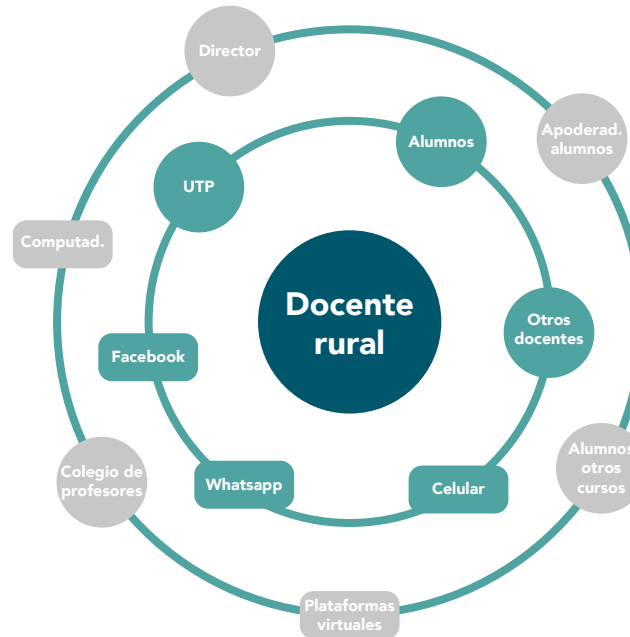 Director
Apoderad.
alumnos
Alumnos
UTP
Computad.
Docente
rural
Otros
docentes
Facebook
Colegio de
profesores
Whatsapp
Celular
Alumnos
otros
cursos
Plataformas
virtuales